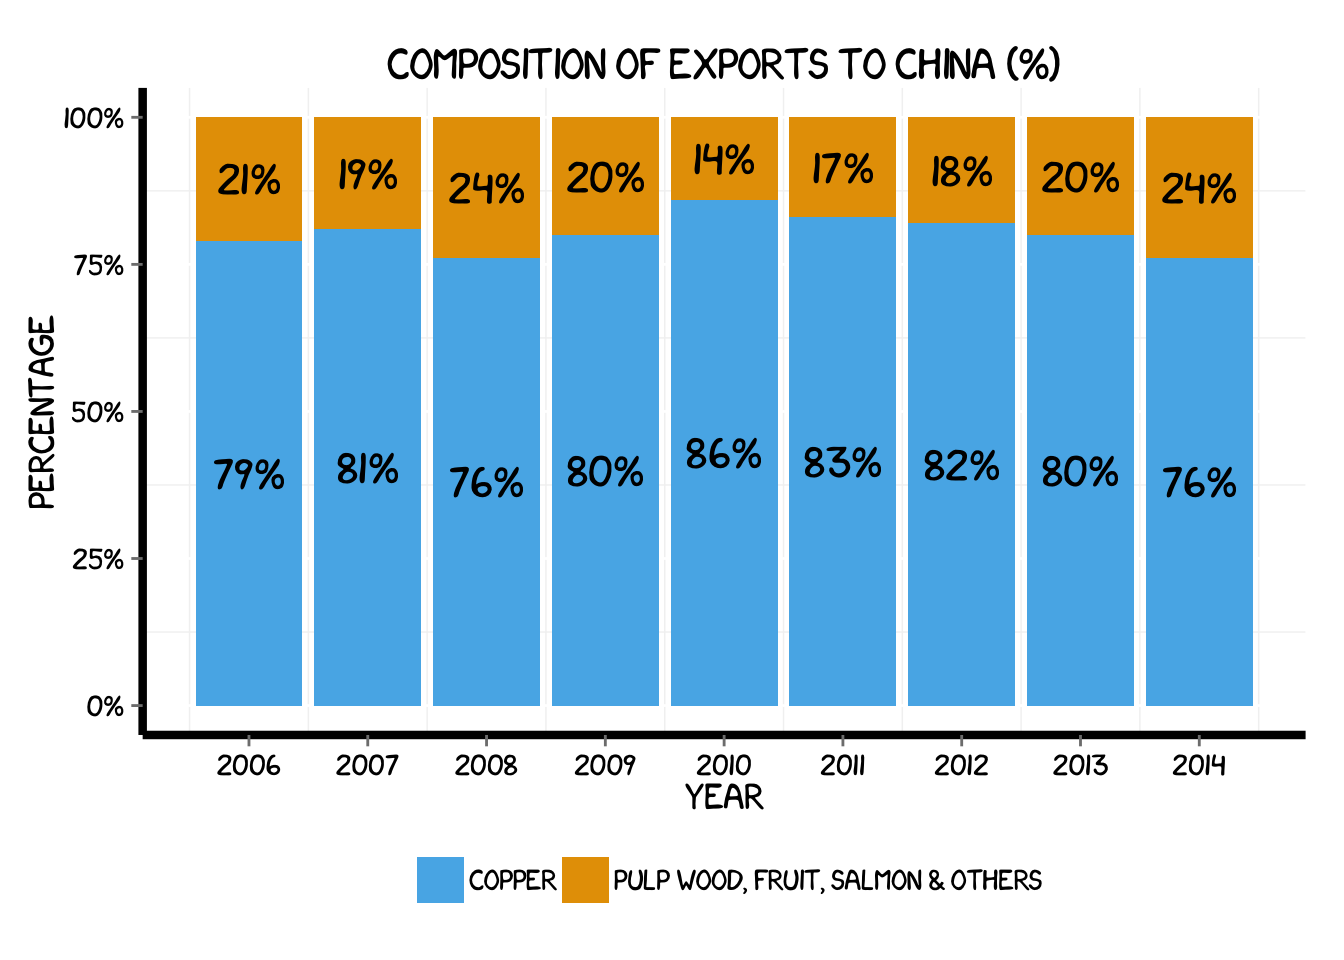 COMPOSITION OF EXPORTS TO CHINA (%)
100%
75%
50%
25%
0%
PERCENTAGE
21% 19% 24% 20% 14% 17% 18% 20% 24%
79% 81% 76% 80% 86% 83% 82% 80% 76%
2006 2007 2008 2009 2010 2011 2012 2013 2014
YEAR
COPPER PULP WOOD, FRUIT, SALMON & OTHERS